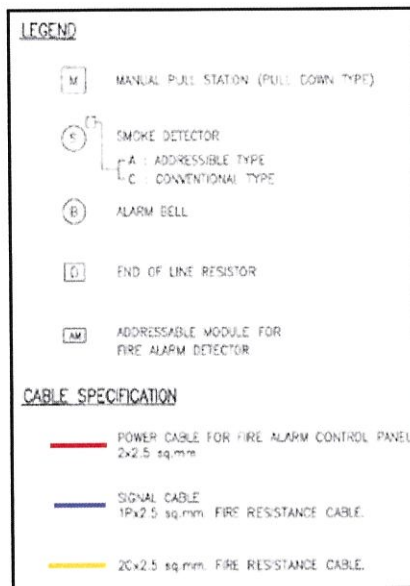 LEGEND
M MANUAL PULL STATION (PULL DOWN TYPE)
S SMOKE DETECTOR
A : ADDRESSIBLE TYPE
C : CONVENTIONAL TYPE
B ALARM BELL
END OF LINE RESISTOR
AM ADDRESSABLE MODULE FOR
FIRE ALARM DETECTOR
CABLE SPECIFICATION
POWER CABLE FOR FIRE ALARM CONTROL PANEL
2x2.5 sq.mm
SIGNAL CABLE
1Px2.5 sq.mm. FIRE RESISTANCE CABLE.
2Cx2.5 sq.mm. FIRE RESISTANCE CABLE.